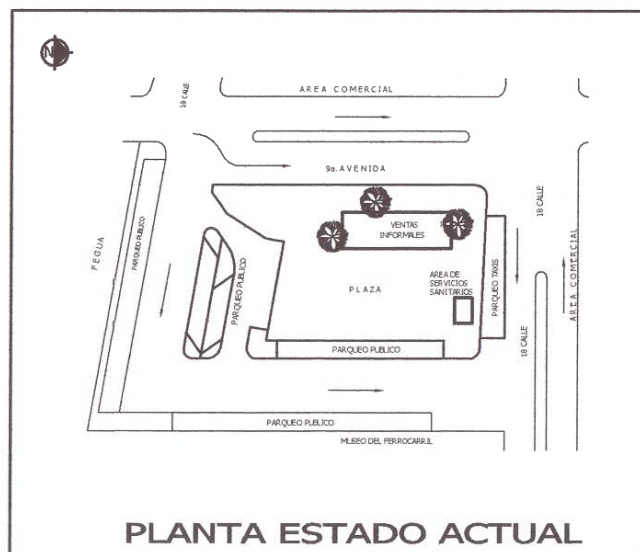 N
AREA COMERCIAL
19 CALLE
9a. AVENIDA
18 CALLE
VENTAS
INFORMALES
FEGUA
PARQUEO PUBLICO
PARQUEO PUBLICO
PLAZA
AREA DE
SERVICIOS
SANITARIOS
PARQUEO TAXIS
AREA COMERCIAL
18 CALLE
PARQUEO PUBLICO
PARQUEO PUBLICO
MUSEO DEL FERROCARRIL
PLANTA ESTADO ACTUAL